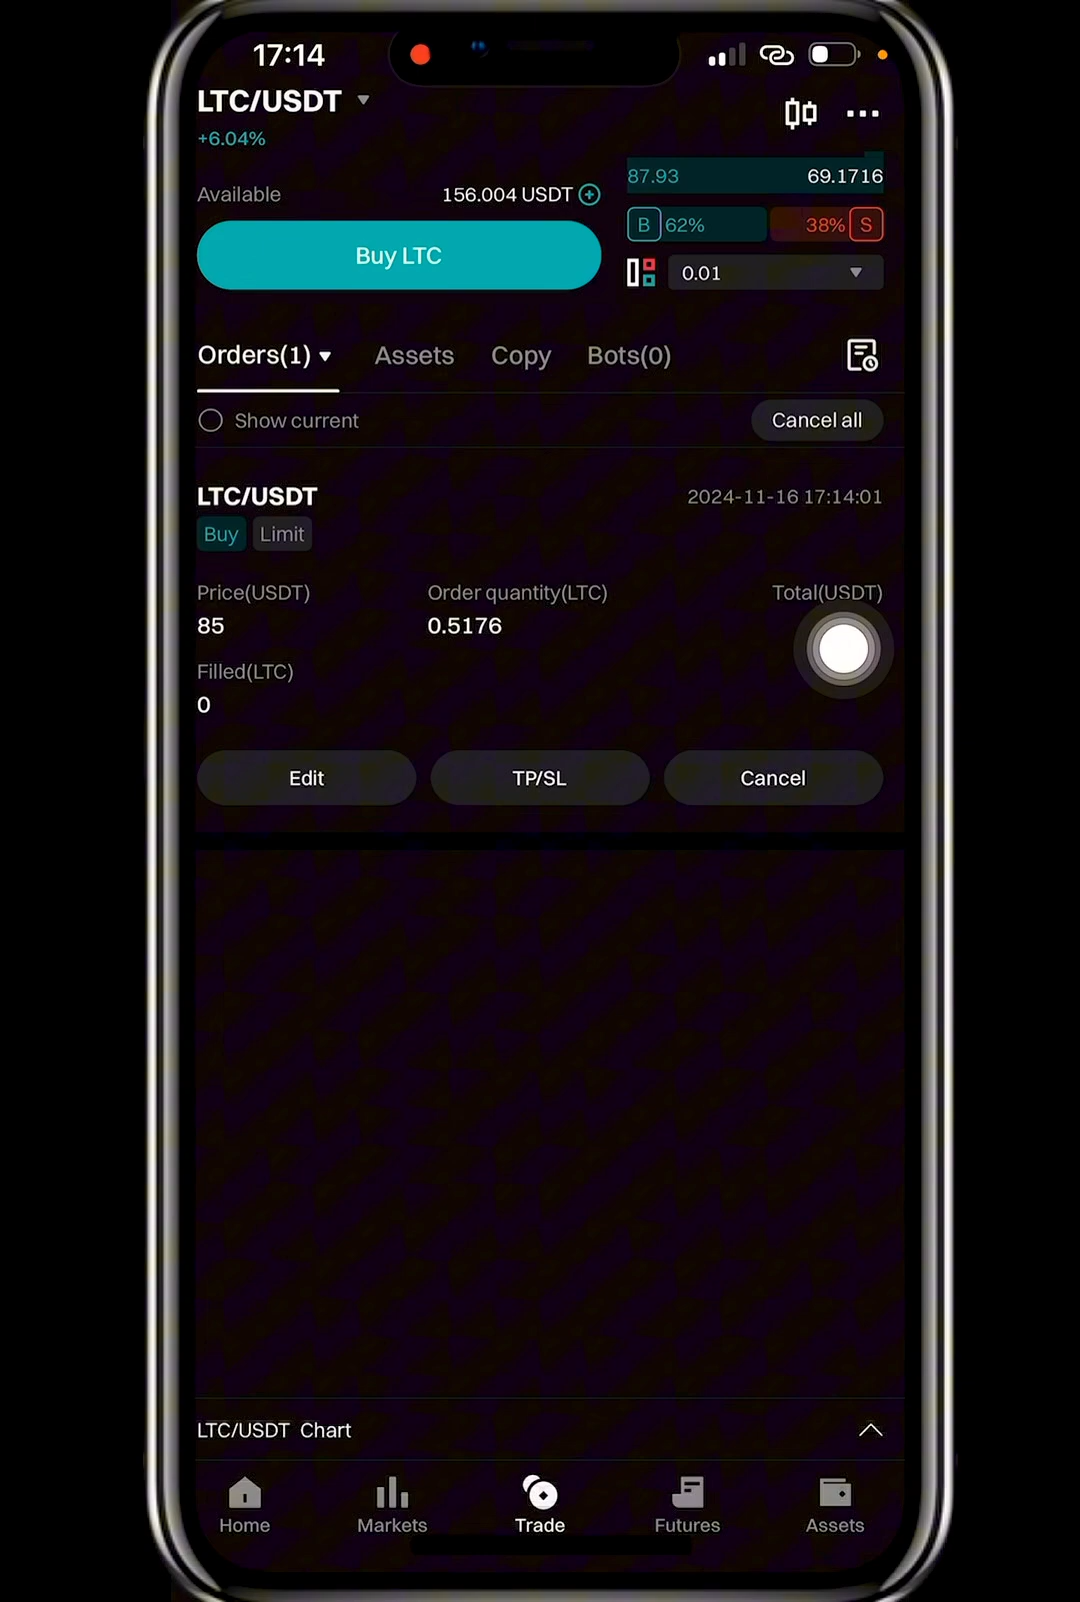 17:14
LTC/USDT
+6.04%
Available 156.004 USDT
87.93 69.1716
Buy LTC
B 62% 38% S
0.01
Orders(1) Assets Copy Bots(0)
Show current Cancel all
LTC/USDT 2024-11-16 17:14:01
Buy Limit
Price(USDT) Order quantity(LTC) Total(USDT)
85 0.5176
Filled(LTC)
0
Edit TP/SL Cancel
LTC/USDT Chart
Home Markets Trade Futures Assets